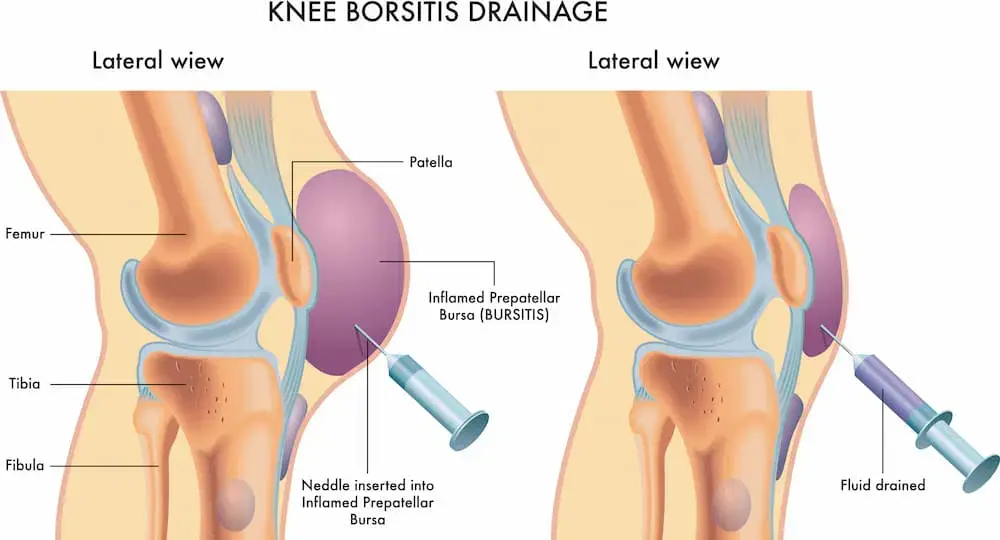 KNEE BORSITIS DRAINAGE
Lateral wiew
Lateral wiew
Patella
Femur
Inflamed Prepatellar
Bursa (BURSITIS)
Tibia
Fibula
Neddle inserted into
Inflamed Prepatellar
Bursa
Fluid drained